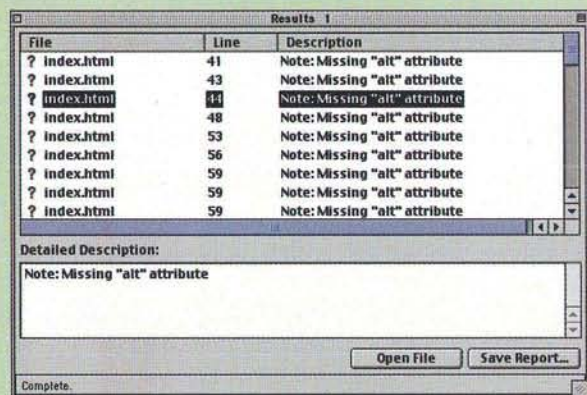 Results 1
File Line Description
? index.html 41 Note: Missing "alt" attribute
? index.html 43 Note: Missing "alt" attribute
? index.html 44 Note: Missing "alt" attribute
? index.html 48 Note: Missing "alt" attribute
? index.html 53 Note: Missing "alt" attribute
? index.html 56 Note: Missing "alt" attribute
? index.html 59 Note: Missing "alt" attribute
? index.html 59 Note: Missing "alt" attribute
? index.html 59 Note: Missing "alt" attribute
Detailed Description:
Note: Missing "alt" attribute
Open File Save Report...
Complete.